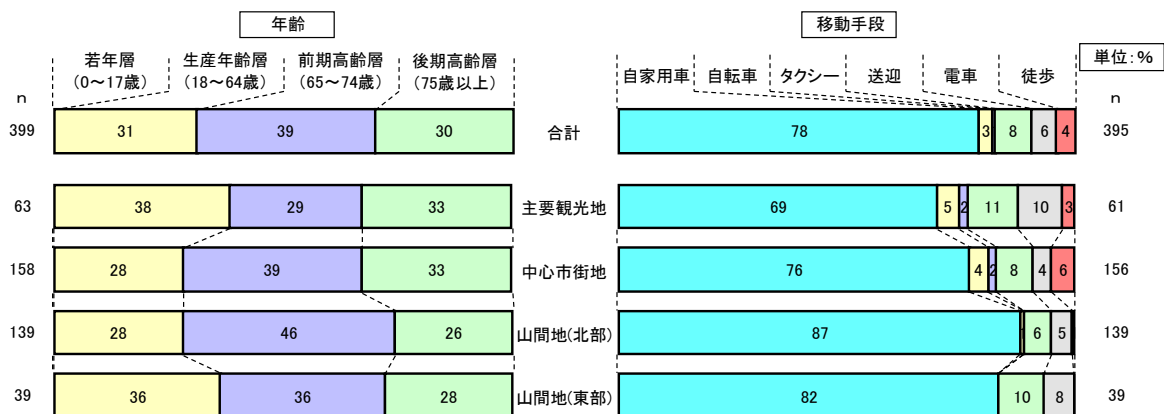 年齢 移動手段
単位：％
若年層 生産年齢層 前期高齢層 後期高齢層
(0～17歳) (18～64歳) (65～74歳) (75歳以上)
自家用車 自転車 タクシー 送迎 電車 徒歩
n n
399 31 39 30 合計 78 3 8 6 4 395
63 38 29 33 主要観光地 69 5 2 11 10 3 61
158 28 39 33 中心市街地 76 4 2 8 4 6 156
139 28 46 26 山間地(北部) 87 6 5 139
39 36 36 28 山間地(東部) 82 10 8 39